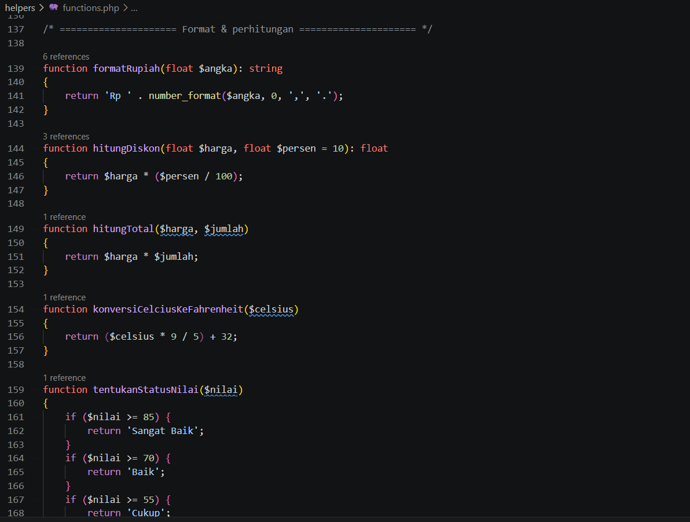 helpers > functions.php > ...
136
137 /* ===================== Format & perhitungan ===================== */
138
6 references
139 function formatRupiah(float $angka): string
140 {
141     return 'Rp ' . number_format($angka, 0, ',', '.');
142 }
143
3 references
144 function hitungDiskon(float $harga, float $persen = 10): float
145 {
146     return $harga * ($persen / 100);
147 }
148
1 reference
149 function hitungTotal($harga, $jumlah)
150 {
151     return $harga * $jumlah;
152 }
153
1 reference
154 function konversiCelciusKeFahrenheit($celsius)
155 {
156     return ($celsius * 9 / 5) + 32;
157 }
158
1 reference
159 function tentukanStatusNilai($nilai)
160 {
161     if ($nilai >= 85) {
162         return 'Sangat Baik';
163     }
164     if ($nilai >= 70) {
165         return 'Baik';
166     }
167     if ($nilai >= 55) {
168         return 'Cukup';